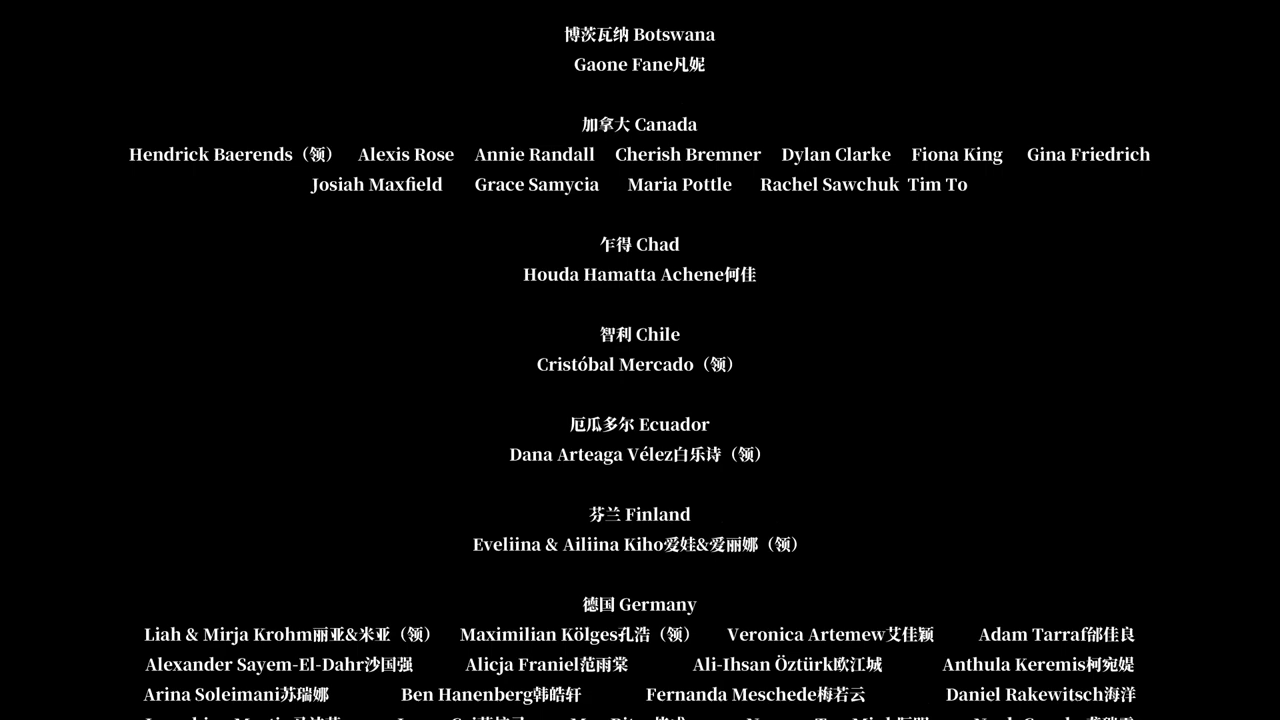 博茨瓦纳 Botswana
Gaone Fane凡妮
加拿大 Canada
Hendrick Baerends（领） Alexis Rose Annie Randall Cherish Bremner Dylan Clarke Fiona King Gina Friedrich
Josiah Maxfield Grace Samycia Maria Pottle Rachel Sawchuk Tim To
乍得 Chad
Houda Hamatta Achene何佳
智利 Chile
Cristóbal Mercado（领）
厄瓜多尔 Ecuador
Dana Arteaga Vélez白乐诗（领）
芬兰 Finland
Eveliina & Ailiina Kiho爱娃&爱丽娜（领）
德国 Germany
Liah & Mirja Krohm丽亚&米亚（领） Maximilian Kölges孔浩（领） Veronica Artemew艾佳颖 Adam Tarraf邰佳良
Alexander Sayem-El-Dahr沙国强 Alicja Franiel范雨棠 Ali-Ihsan Öztürk欧江城 Anthula Keremis柯宛媞
Arina Soleimani苏瑞娜 Ben Hanenberg韩皓轩 Fernanda Meschede梅若云 Daniel Rakewitsch海洋